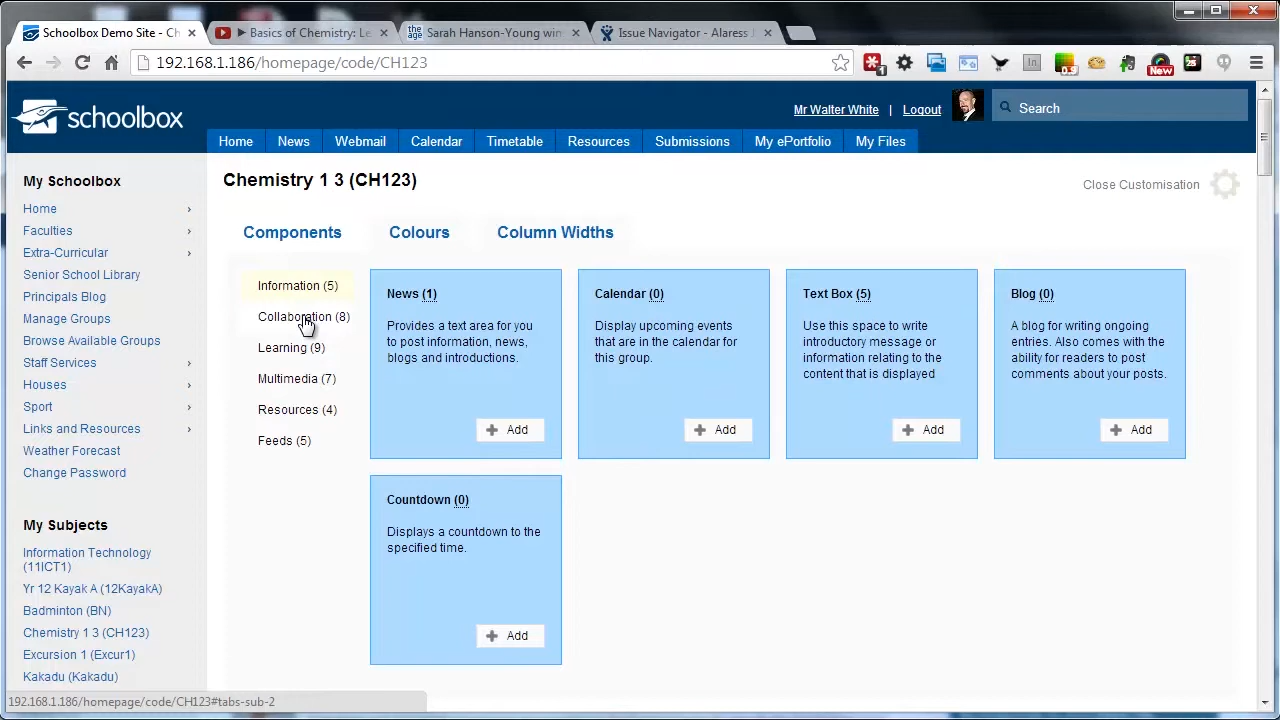 Schoolbox Demo Site - Ch
Basics of Chemistry: Le
the age
Sarah Hanson-Young win
Issue Navigator - Alaress J
192.168.1.186/homepage/code/CH123
1
in
0.9
New
25
schoolbox
Mr Walter White | Logout
Search
Home
News
Webmail
Calendar
Timetable
Resources
Submissions
My ePortfolio
My Files
My Schoolbox
Home
Faculties
Extra-Curricular
Senior School Library
Principals Blog
Manage Groups
Browse Available Groups
Staff Services
Houses
Sport
Links and Resources
Weather Forecast
Change Password
My Subjects
Information Technology
(11ICT1)
Yr 12 Kayak A (12KayakA)
Badminton (BN)
Chemistry 1 3 (CH123)
Excursion 1 (Excur1)
Kakadu (Kakadu)
Chemistry 1 3 (CH123)
Close Customisation
Components
Colours
Column Widths
Information (5)
Collaboration (8)
Learning (9)
Multimedia (7)
Resources (4)
Feeds (5)
News (1)
Provides a text area for you
to post information, news,
blogs and introductions.
Add
Calendar (0)
Display upcoming events
that are in the calendar for
this group.
Add
Text Box (5)
Use this space to write
introductory message or
information relating to the
content that is displayed
Add
Blog (0)
A blog for writing ongoing
entries. Also comes with the
ability for readers to post
comments about your posts.
Add
Countdown (0)
Displays a countdown to the
specified time.
Add
192.168.1.186/homepage/code/CH123#tabs-sub-2